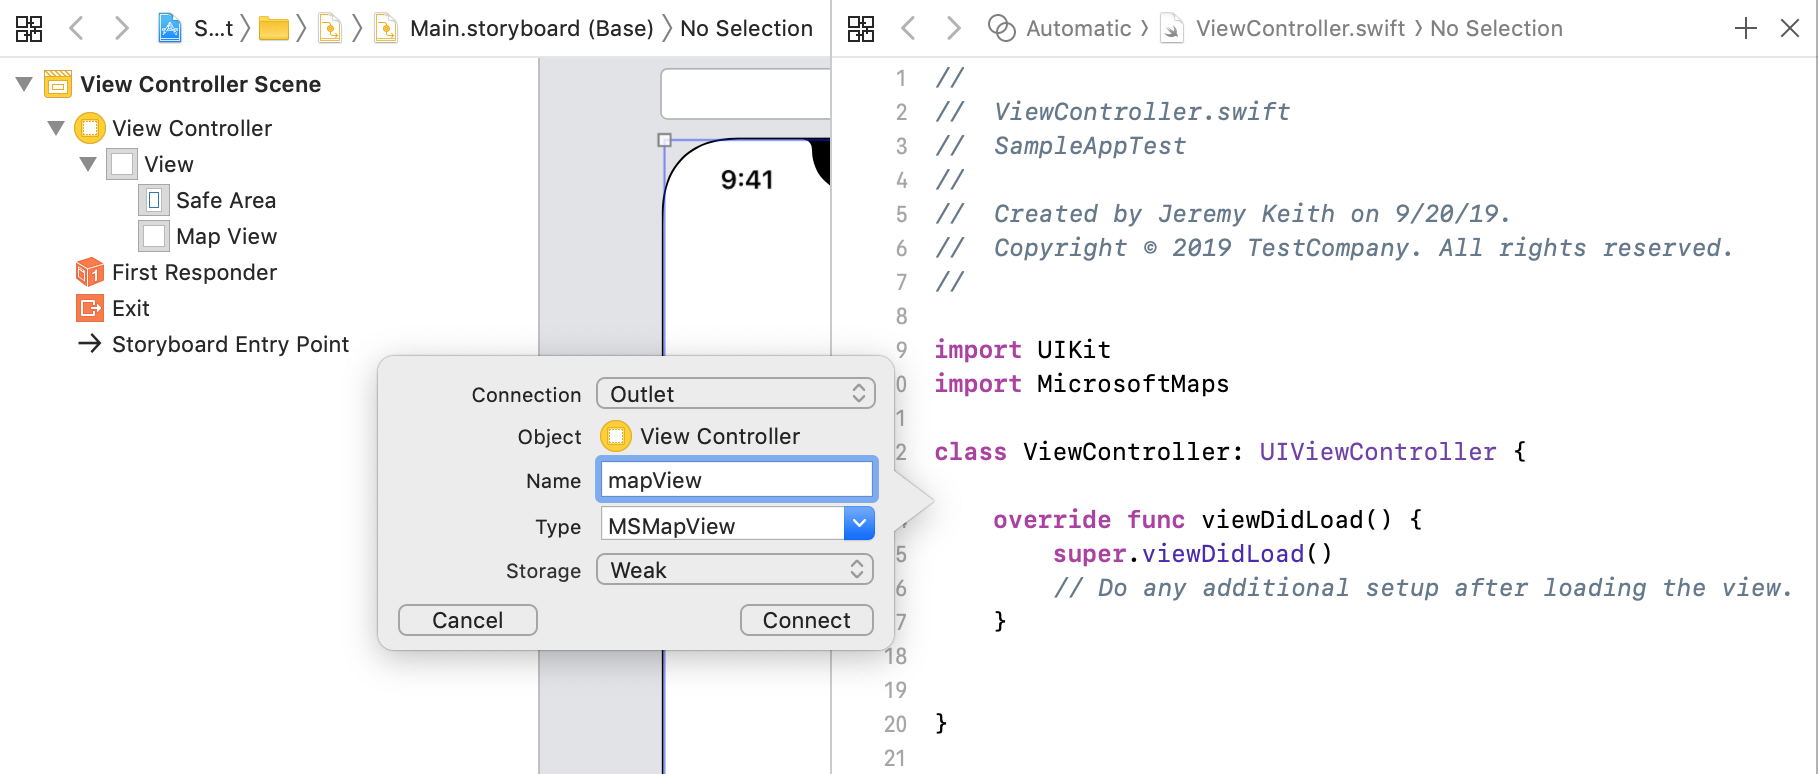 S...t
Main.storyboard (Base)
No Selection
Automatic
ViewController.swift
No Selection
View Controller Scene
View Controller
View
Safe Area
Map View
First Responder
Exit
Storyboard Entry Point
9:41
Connection Outlet
Object View Controller
Name mapView
Type MSMapView
Storage Weak
Cancel Connect
1 //
2 // ViewController.swift
3 // SampleAppTest
4 //
5 // Created by Jeremy Keith on 9/20/19.
6 // Copyright © 2019 TestCompany. All rights reserved.
7 //
8
9 import UIKit
0 import MicrosoftMaps
1
2 class ViewController: UIViewController {
override func viewDidLoad() {
5 super.viewDidLoad()
6 // Do any additional setup after loading the view.
7 }
18
19
20 }
21